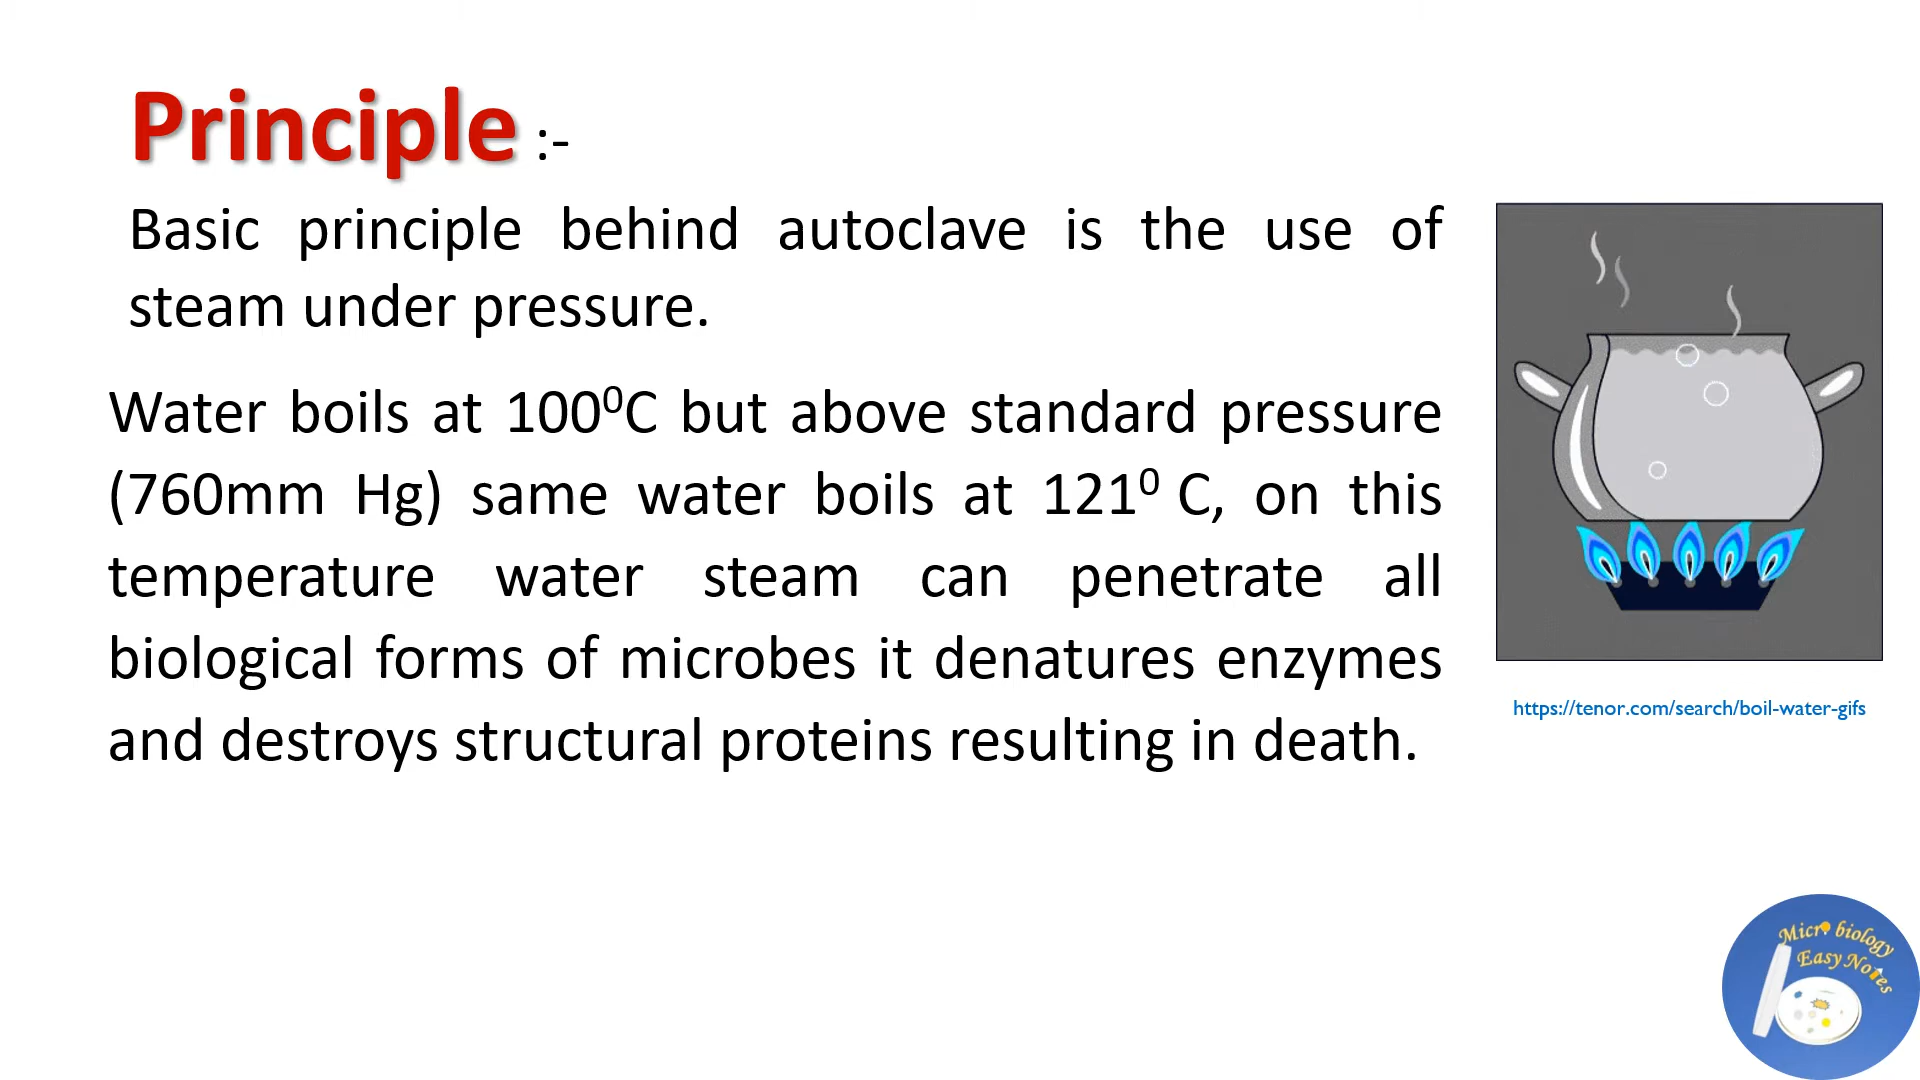 Principle :-
Basic principle behind autoclave is the use of
steam under pressure.
Water boils at 100⁰C but above standard pressure
(760mm Hg) same water boils at 121⁰ C, on this
temperature water steam can penetrate all
biological forms of microbes it denatures enzymes
and destroys structural proteins resulting in death.
https://tenor.com/search/boil-water-gifs
Micr biology
Easy Notes